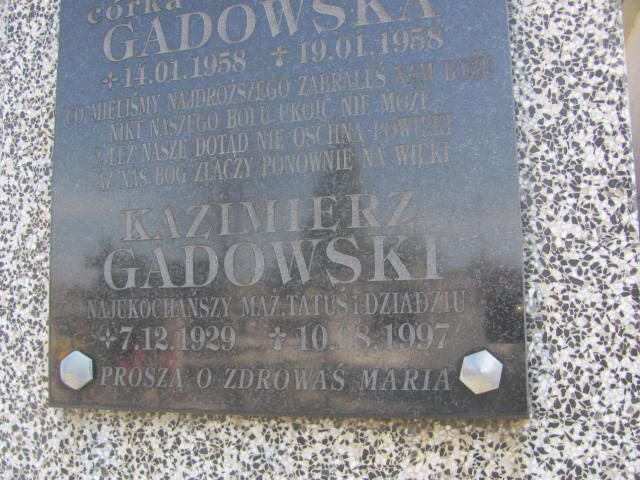 córka
GADOWSKA
14.01.1958 19.01.1958
CO MIELIŚMY NAJDROŻSZEGO ZABRAŁEŚ NAM BOŻE
NIKT NASZEGO BÓLU UKOIĆ NIE MOŻE
Z ŁEZ NASZE DOTĄD NIE OSCHNĄ POWIEKI
AŻ NAS BÓG ZŁĄCZY PONOWNIE NA WIEKI
KAZIMIERZ
GADOWSKI
NAJUKOCHAŃSZY MĄŻ, TATUŚ i DZIADZIU
7.12.1929 10.08.1997
PROSZĄ O ZDROWAŚ MARIA